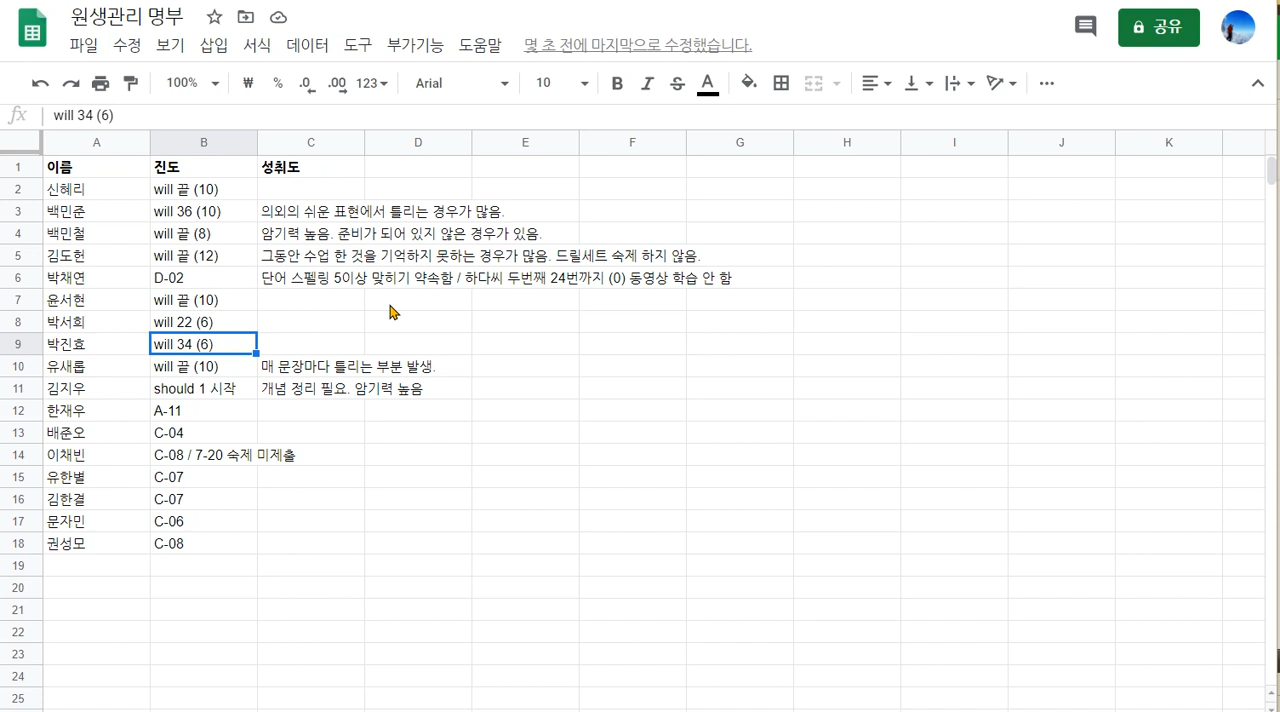 원생관리 명부
파일 수정 보기 삽입 서식 데이터 도구 부가기능 도움말 몇 초 전에 마지막으로 수정했습니다.
공유
100% ₩ % .0 .00 123 Arial 10 B I S A
fx will 34 (6)
A B C D E F G H I J K
1 이름 진도 성취도
2 신혜리 will 끝 (10)
3 백민준 will 36 (10) 의외의 쉬운 표현에서 틀리는 경우가 많음.
4 백민철 will 끝 (8) 암기력 높음. 준비가 되어 있지 않은 경우가 있음.
5 김도헌 will 끝 (12) 그동안 수업 한 것을 기억하지 못하는 경우가 많음. 드릴세트 숙제 하지 않음.
6 박채연 D-02 단어 스펠링 5이상 맞히기 약속함 / 하다씨 두번째 24번까지 (0) 동영상 학습 안 함
7 윤서현 will 끝 (10)
8 박서희 will 22 (6)
9 박진효 will 34 (6)
10 유새롭 will 끝 (10) 매 문장마다 틀리는 부분 발생.
11 김지우 should 1 시작 개념 정리 필요. 암기력 높음
12 한재우 A-11
13 배준오 C-04
14 이채빈 C-08 / 7-20 숙제 미제출
15 유한별 C-07
16 김한결 C-07
17 문자민 C-06
18 권성모 C-08
19
20
21
22
23
24
25